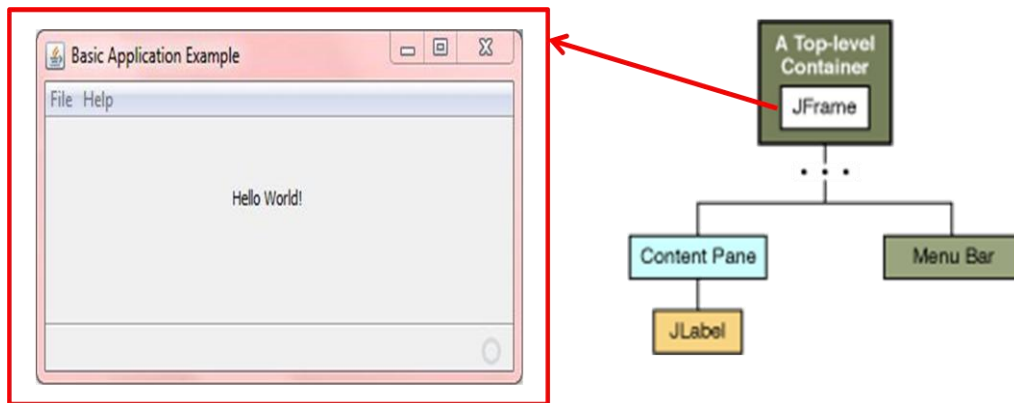 Basic Application Example
File Help
Hello World!
A Top-level
Container
JFrame
. . .
Content Pane
Menu Bar
JLabel